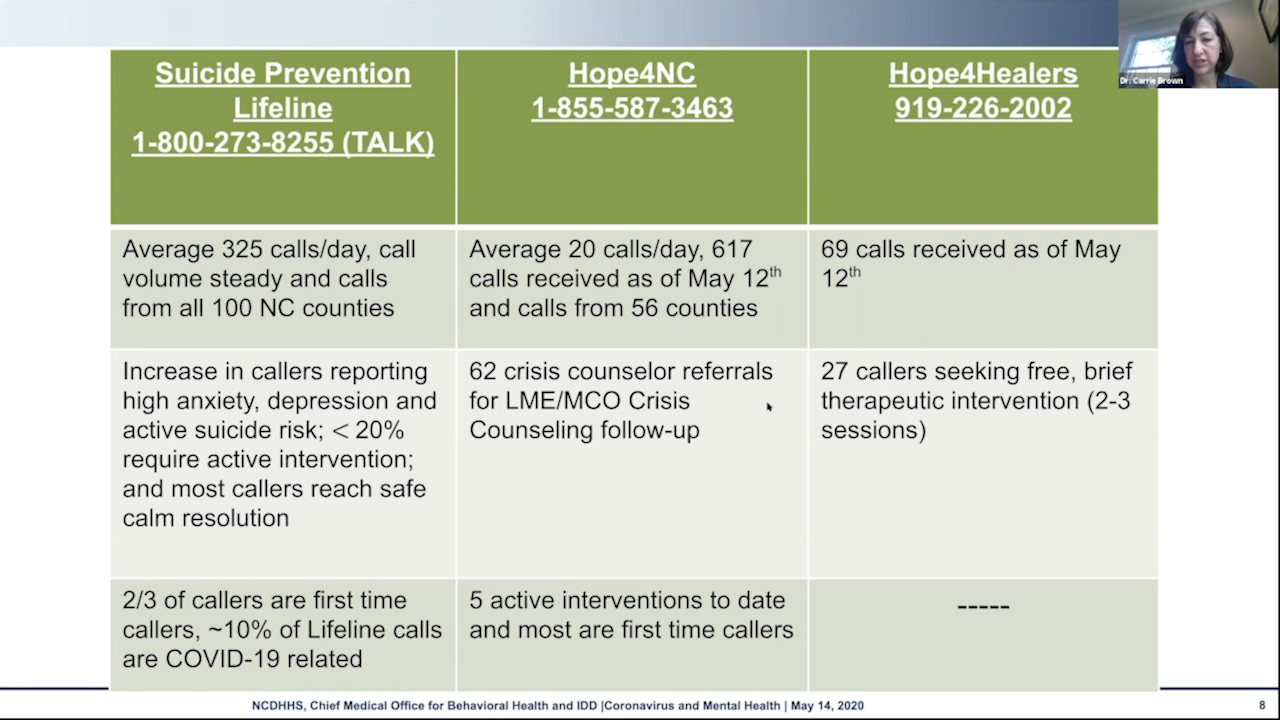 Suicide Prevention
Lifeline
1-800-273-8255 (TALK)
Hope4NC
1-855-587-3463
Hope4Healers
919-226-2002
Dr. Carrie Brown
Average 325 calls/day, call
volume steady and calls
from all 100 NC counties
Average 20 calls/day, 617
calls received as of May 12th
and calls from 56 counties
69 calls received as of May
12th
Increase in callers reporting
high anxiety, depression and
active suicide risk; < 20%
require active intervention;
and most callers reach safe
calm resolution
62 crisis counselor referrals
for LME/MCO Crisis
Counseling follow-up
27 callers seeking free, brief
therapeutic intervention (2-3
sessions)
2/3 of callers are first time
callers, ~10% of Lifeline calls
are COVID-19 related
5 active interventions to date
and most are first time callers
-----
NCDHHS, Chief Medical Office for Behavioral Health and IDD |Coronavirus and Mental Health | May 14, 2020
8